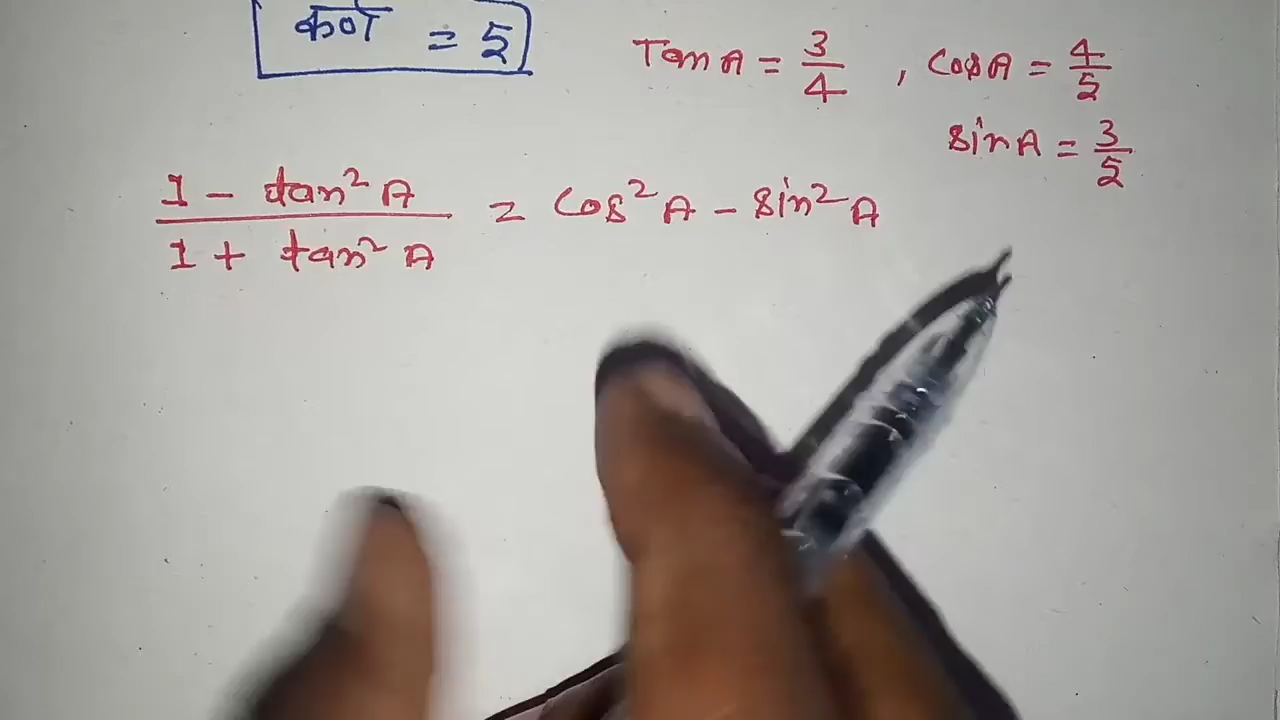 कर्ण = 5
Tan A = 3/4 , Cos A = 4/5
Sin A = 3/5
1 - tan² A / 1 + tan² A = Cos² A - Sin² A